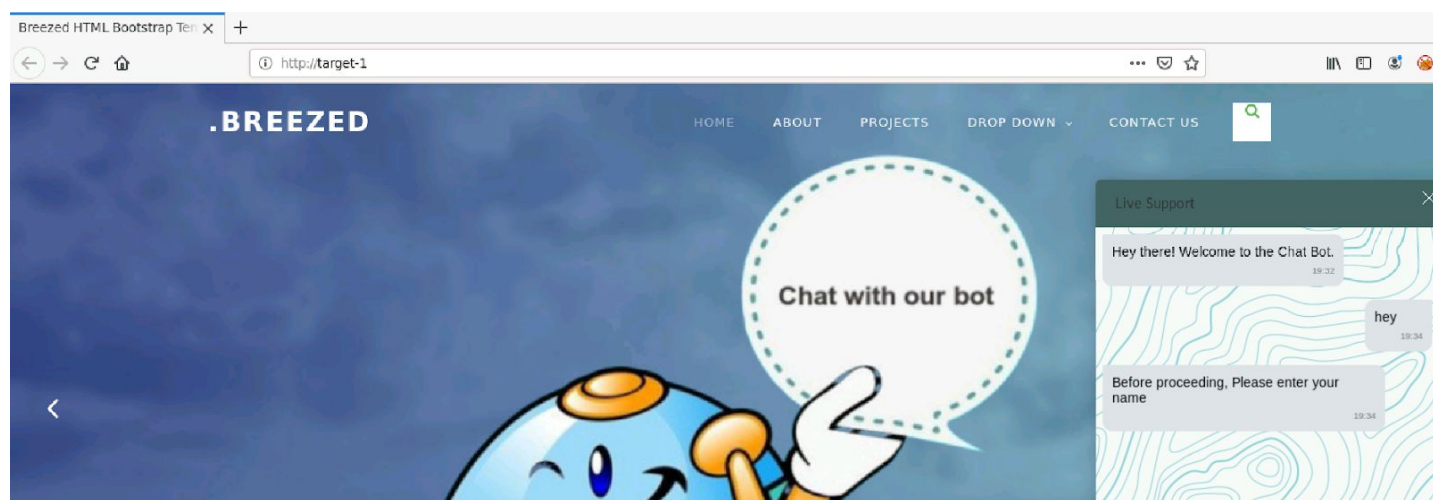 Breezed HTML Bootstrap Ten
http://target-1
.BREEZED
HOME ABOUT PROJECTS DROP DOWN CONTACT US
Live Support
Hey there! Welcome to the Chat Bot.
19:32
Chat with our bot
hey
19:34
Before proceeding, Please enter your
name
19:34